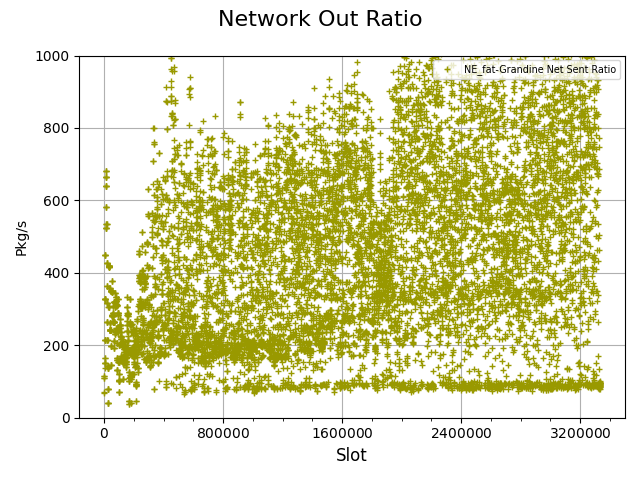 Network Out Ratio
NE_fat-Grandine Net Sent Ratio
1000
800
600
400
200
0
Pkg/s
0 800000 1600000 2400000 3200000
Slot